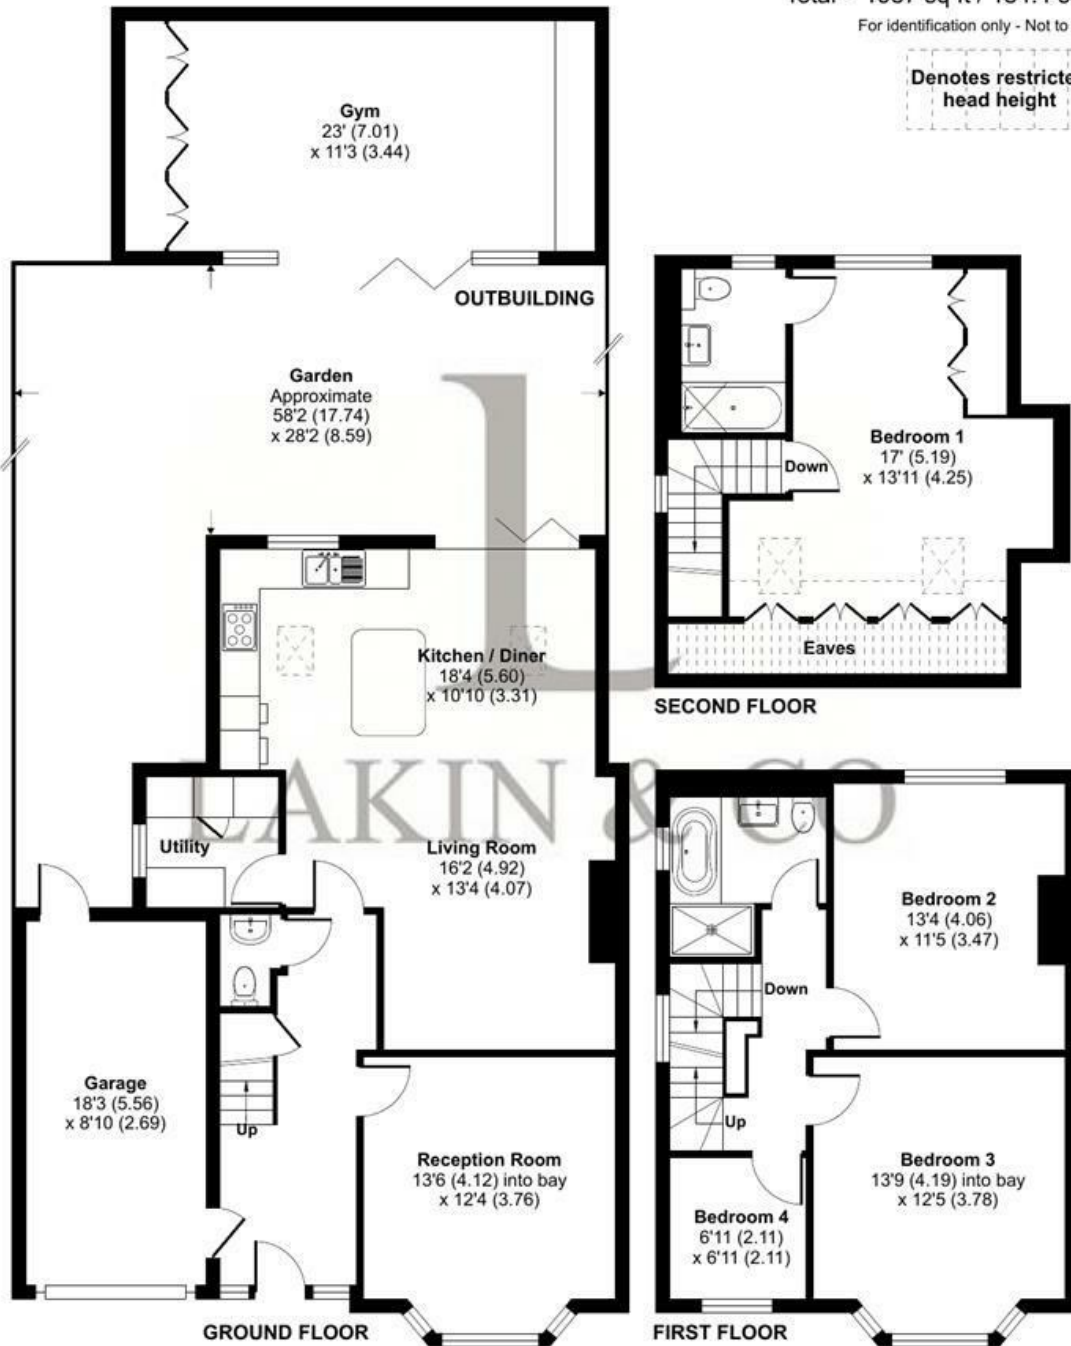 For identification only - Not to
Denotes
head height
Gym
23' (7.01)
x 11'3 (3.44)
OUTBUILDING
Garden
Approximate
58'2 (17.74)
x 28'2 (8.59)
Bedroom 1
17' (5.19)
x 13'11 (4.25)
Down
Eaves
SECOND FLOOR
Kitchen / Diner
18'4 (5.60)
x 10'10 (3.31)
L
LAKIN & CO
Utility
Living Room
16'2 (4.92)
x 13'4 (4.07)
Bedroom 2
13'4 (4.06)
x 11'5 (3.47)
Down
Garage
18'3 (5.56)
x 8'10 (2.69)
Up
Up
Reception Room
13'6 (4.12) into bay
x 12'4 (3.76)
Bedroom 3
13'9 (4.19) into bay
x 12'5 (3.78)
Bedroom 4
6'11 (2.11)
x 6'11 (2.11)
GROUND FLOOR
FIRST FLOOR